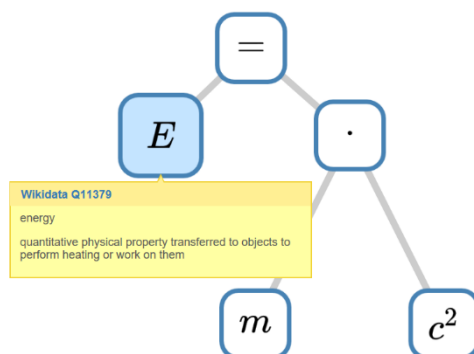 =
E
·
Wikidata Q11379
energy
quantitative physical property transferred to objects to
perform heating or work on them
m
c²